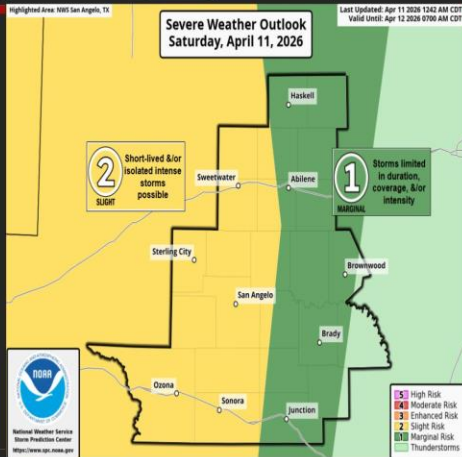 Highlighted Area: NWS San Angelo, TX
Severe Weather Outlook
Saturday, April 11, 2026
Last Updated: Apr 11 2026 1242 AM CDT
Valid Until: Apr 12 2026 0700 AM CDT
Haskell
2
SLIGHT
Short-lived &/or
isolated intense
storms
possible
Sweetwater
Abilene
1
MARGINAL
Storms limited
in duration,
coverage, &/or
intensity
Sterling City
Brownwood
San Angelo
Brady
Ozona
Sonora
Junction
NOAA
National Weather Service
Storm Prediction Center
https://www.spc.noaa.gov
5 High Risk
4 Moderate Risk
3 Enhanced Risk
2 Slight Risk
1 Marginal Risk
Thunderstorms